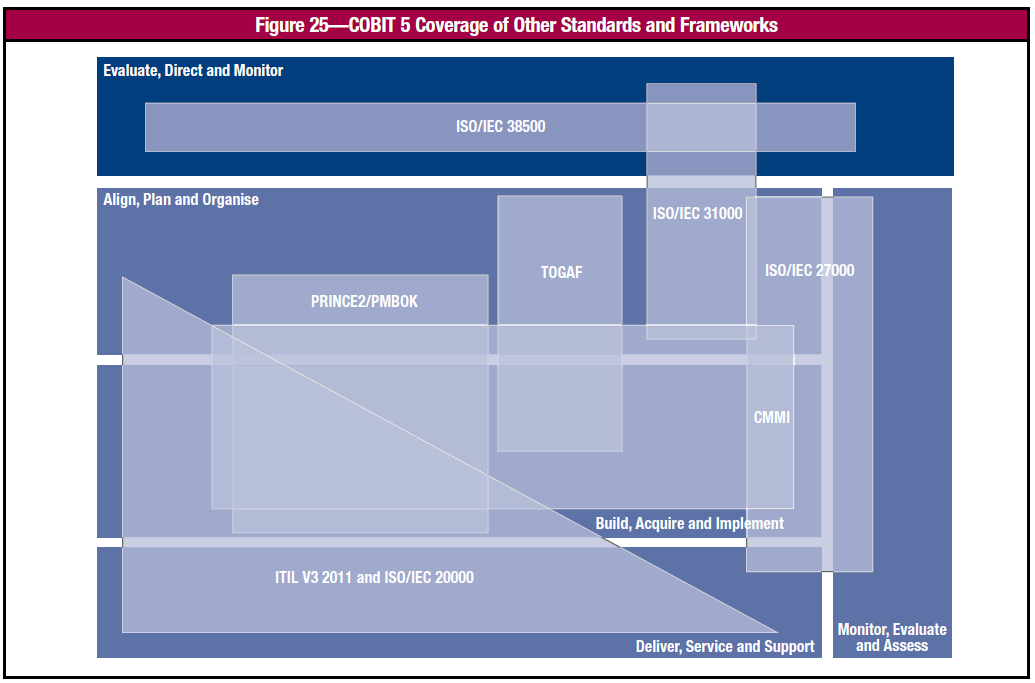 Figure 25—COBIT 5 Coverage of Other Standards and Frameworks
Evaluate, Direct and Monitor
ISO/IEC 38500
Align, Plan and Organise
ISO/IEC 31000
TOGAF
ISO/IEC 27000
PRINCE2/PMBOK
CMMI
Build, Acquire and Implement
ITIL V3 2011 and ISO/IEC 20000
Deliver, Service and Support
Monitor, Evaluate
and Assess